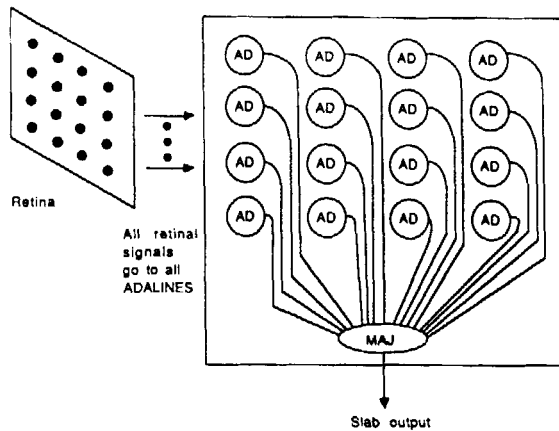 Retina
All retinal
signals
go to all
ADALINES
AD AD AD AD
AD AD AD AD
AD AD AD AD
AD AD AD AD
MAJ
Slab output